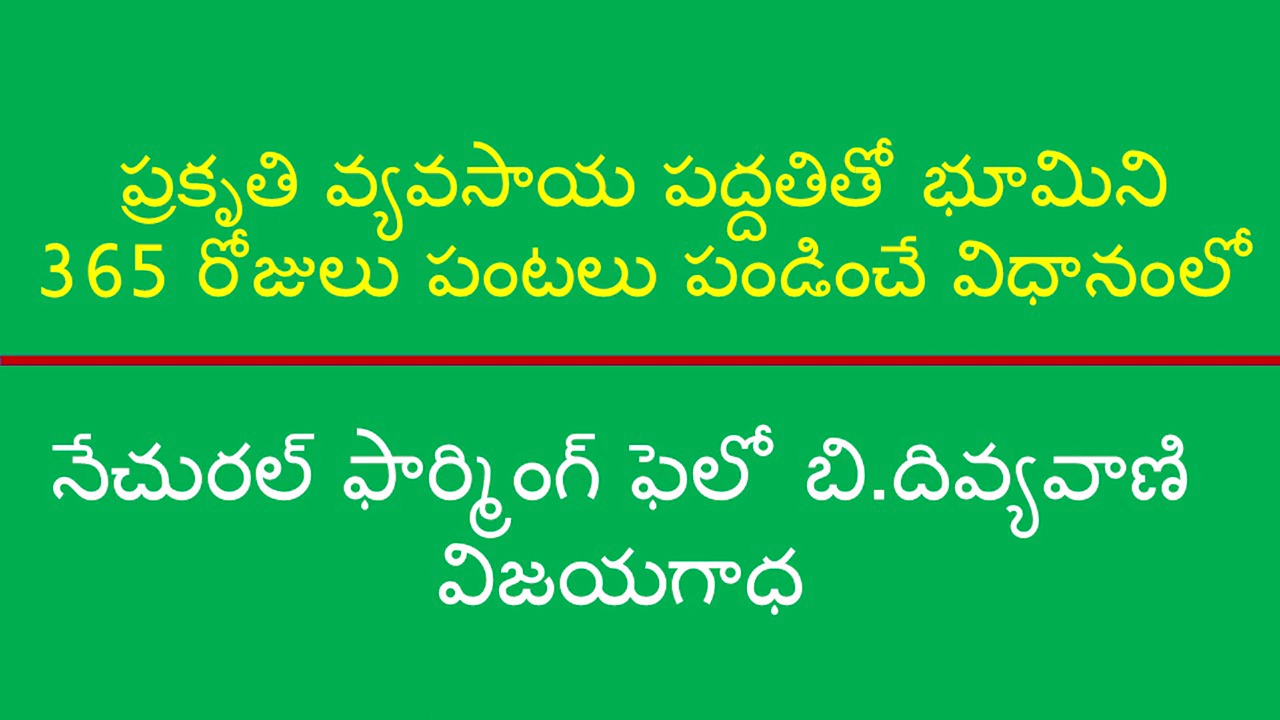 ప్రకృతి వ్యవసాయ పద్దతితో భూమిని
365 రోజులు పంటలు పండించే విధానంలో
నేచురల్ ఫార్మింగ్ ఫెలో బి.దివ్యవాణి
విజయగాధ